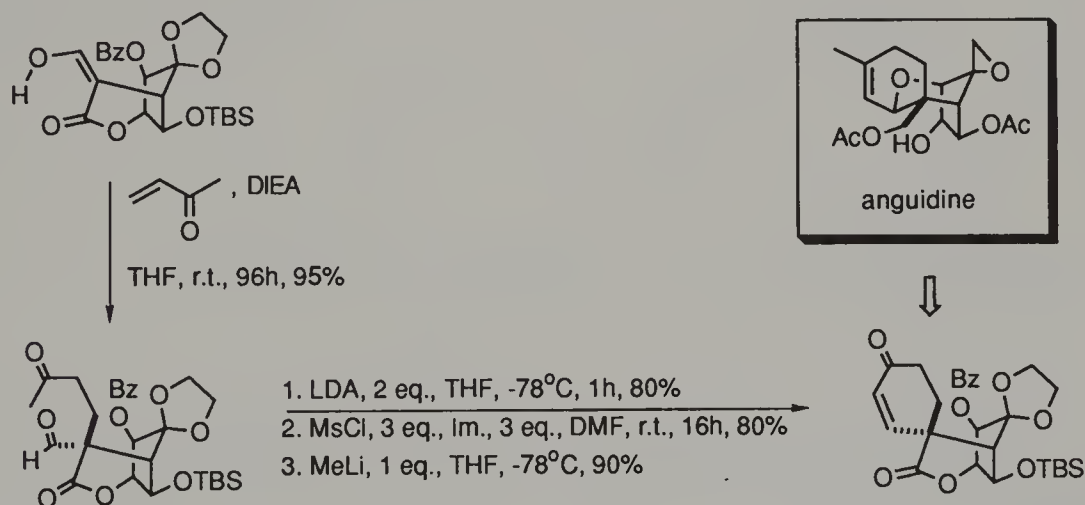 BzO
O
O
O
H
O
O
OTBS
O
, DIEA
THF, r.t., 96h, 95%
O
O
AcO
HO
OAc
anguidine
O
O
H
Bz
O
O
O
O
O
OTBS
1. LDA, 2 eq., THF, -78°C, 1h, 80%
2. MsCl, 3 eq., Im., 3 eq., DMF, r.t., 16h, 80%
3. MeLi, 1 eq., THF, -78°C, 90%
O
Bz
O
O
O
O
O
OTBS